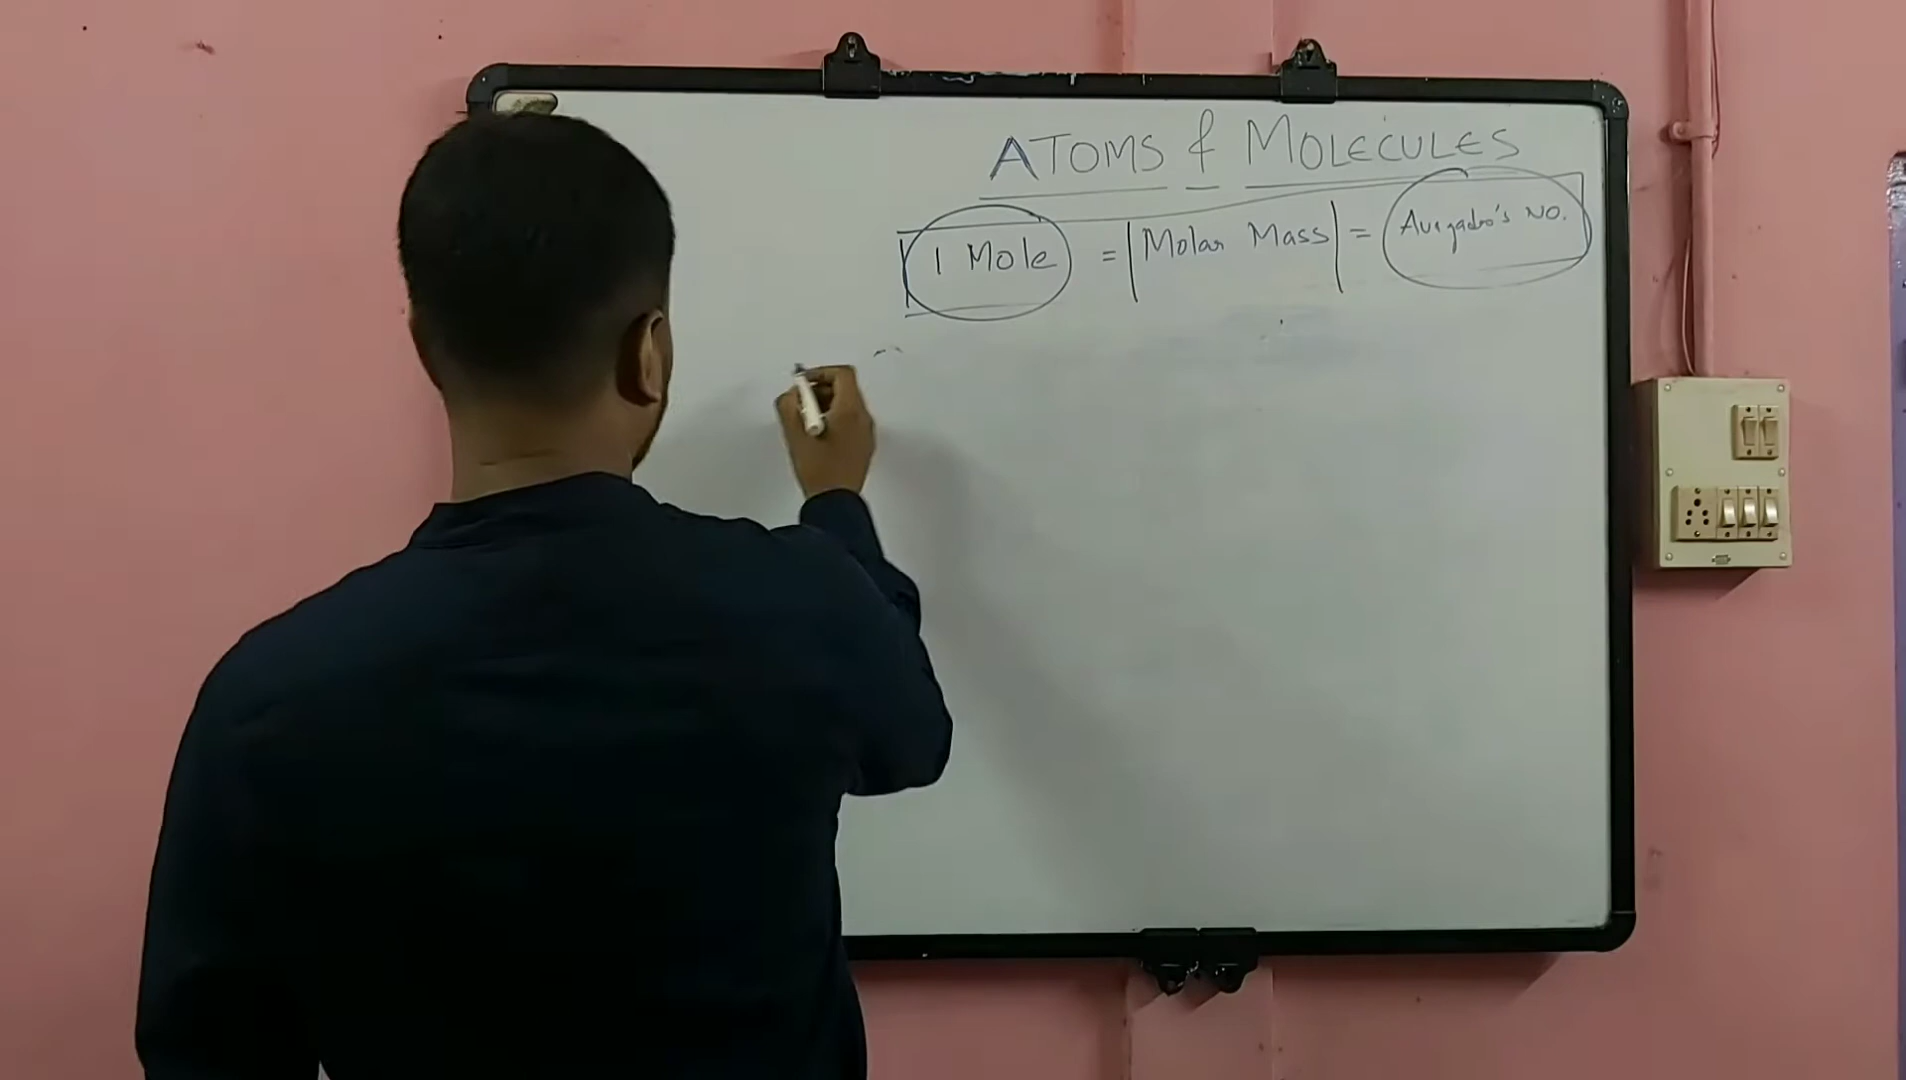 ATOMS & MOLECULES
1 Mole = |Molar Mass| = Avogadro's NO.